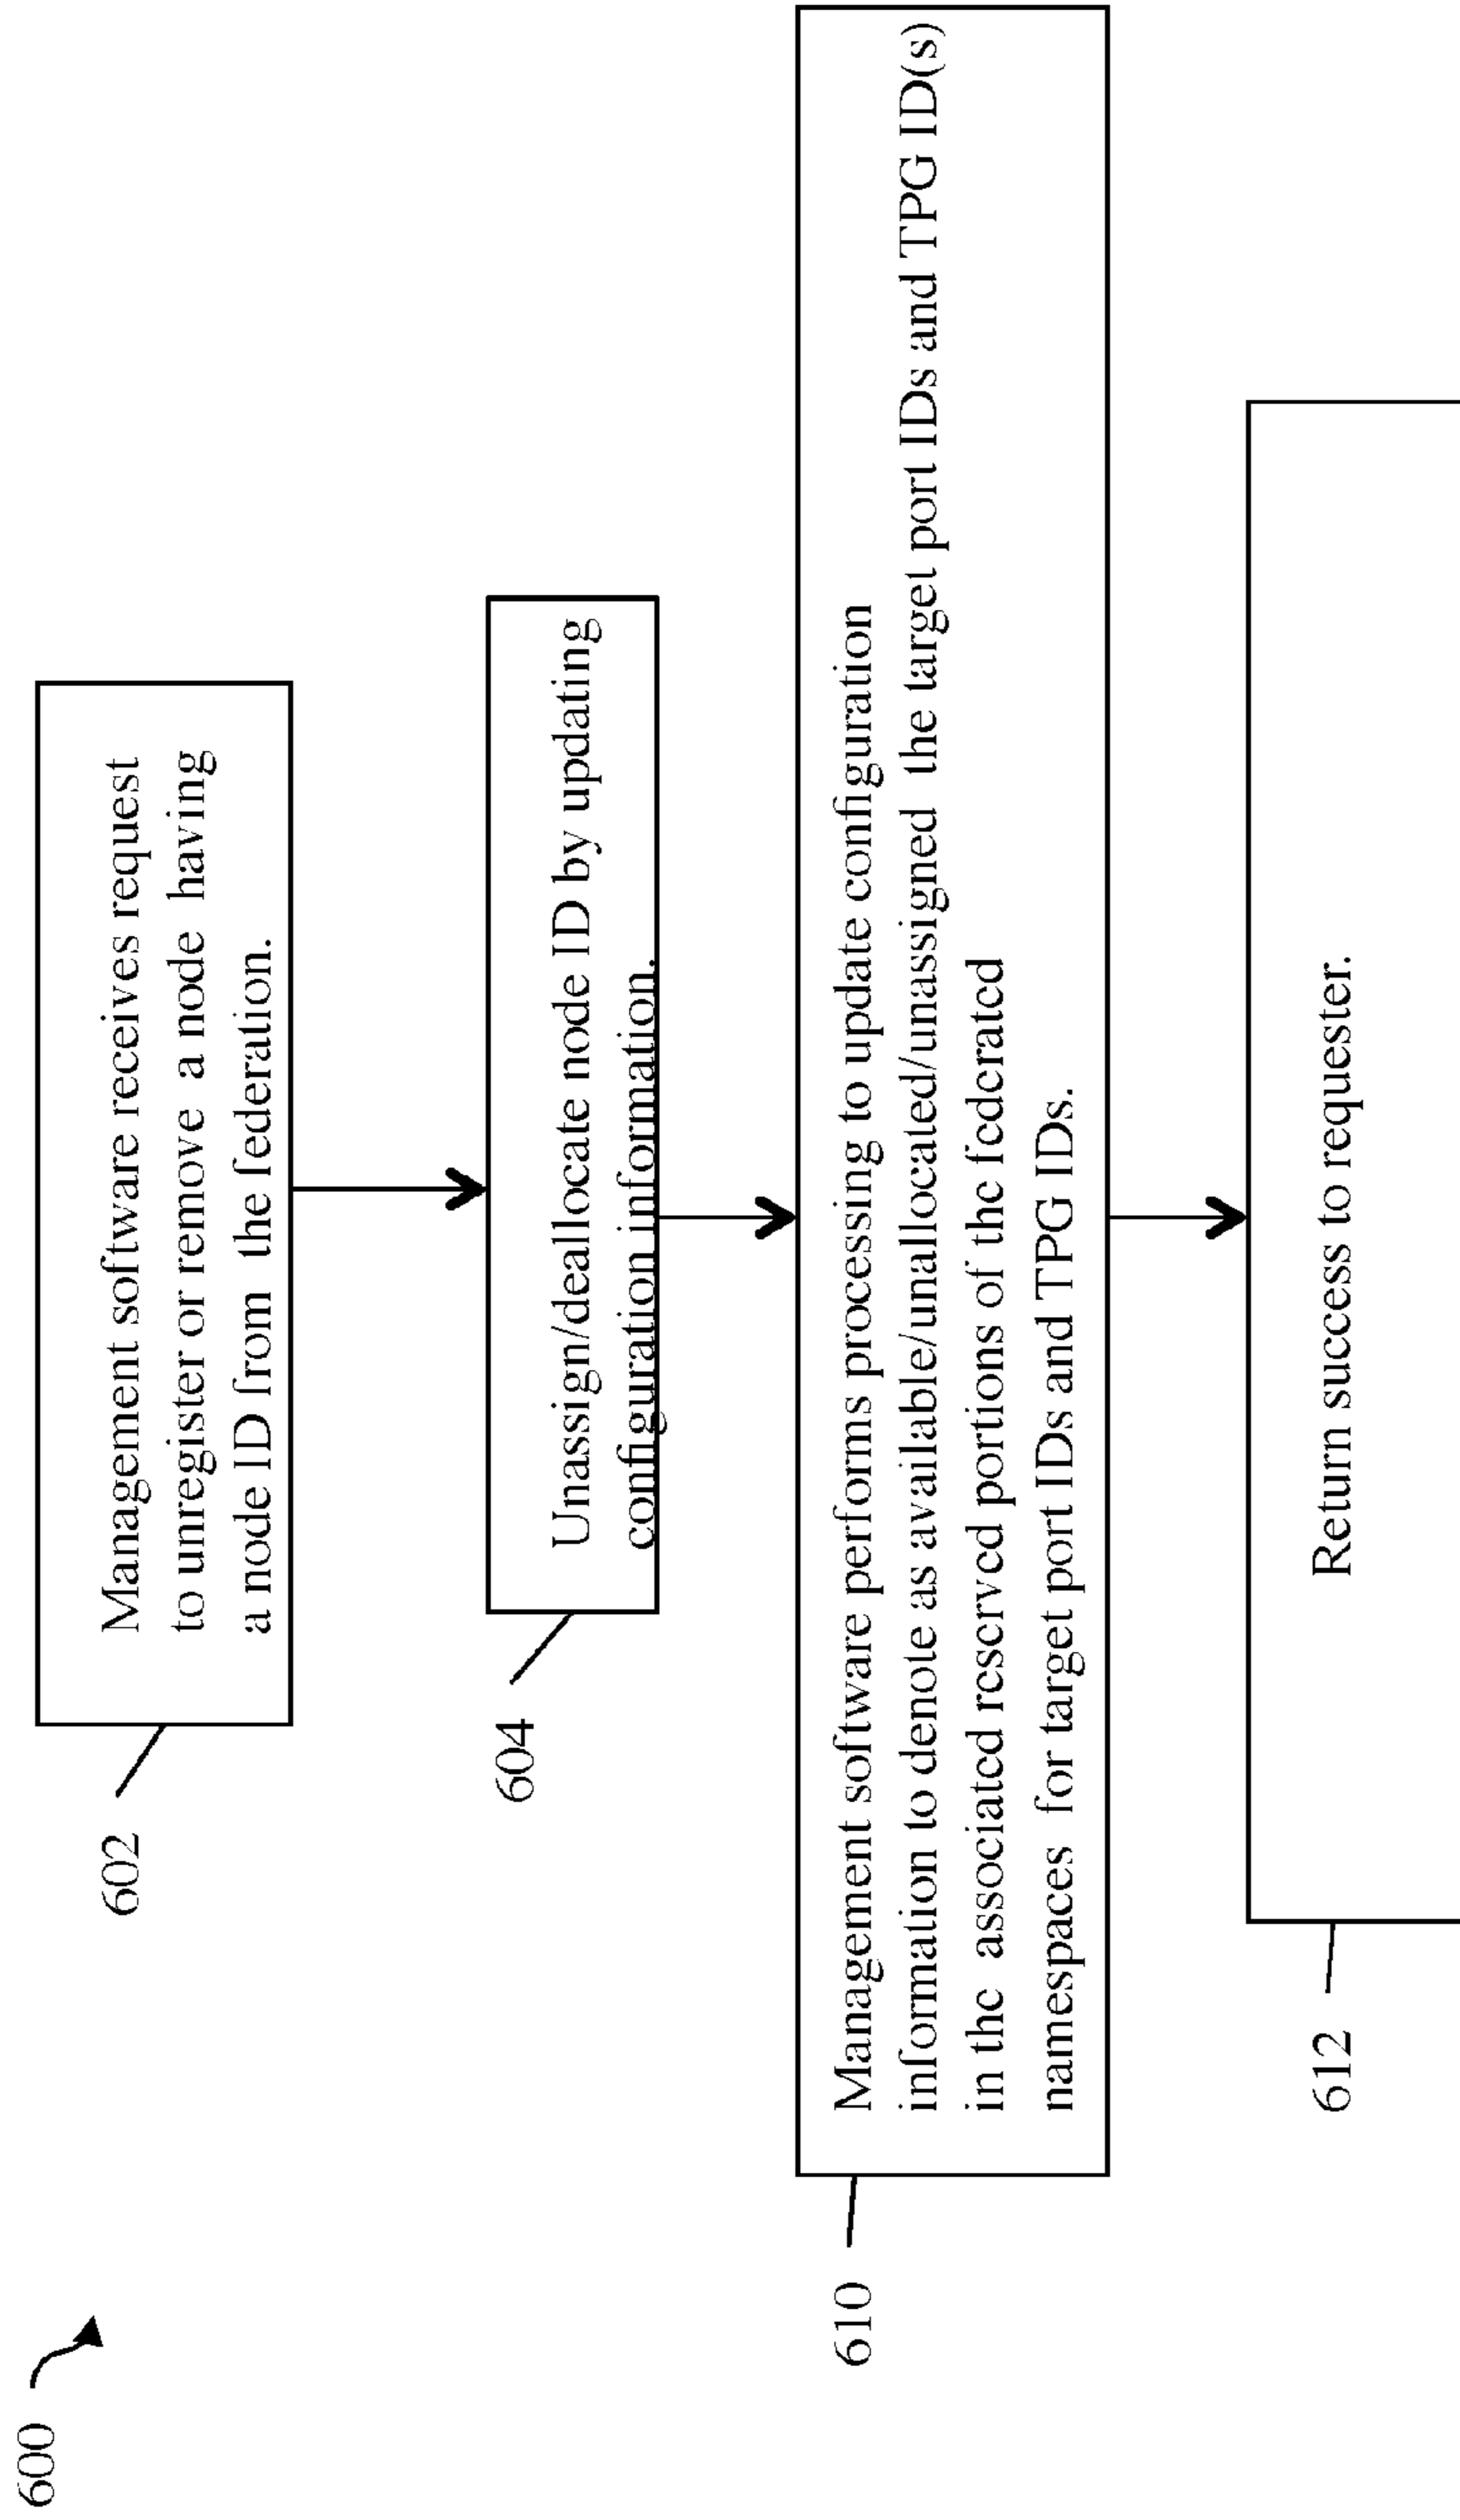 600
602
Management software receives request
to unregister or remove a node having
a node ID from the federation.
604
Unassign/deallocate node ID by updating
configuration information.
610
Management software performs processing to update configuration
information to denote as available/unallocated/unassigned the target port IDs and TPG ID(s)
in the associated reserved portions of the federated
namespaces for target port IDs and TPG IDs.
612
Return success to requester.